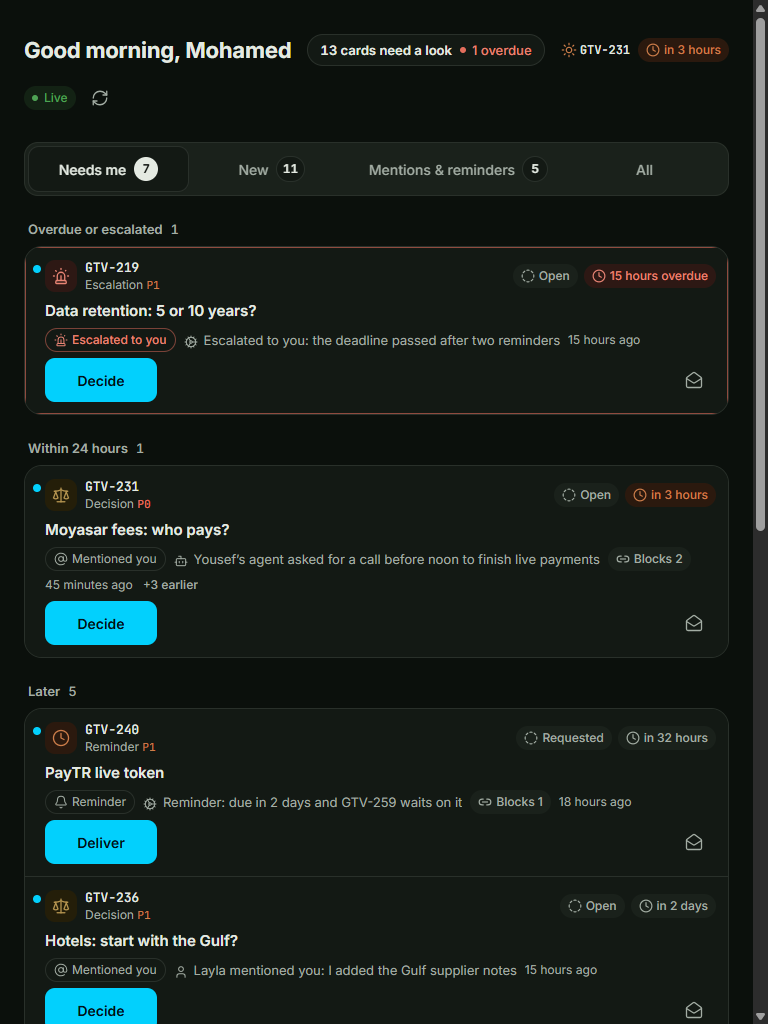 Good morning, Mohamed
13 cards need a look • 1 overdue
GTV-231 in 3 hours
Live
Needs me 7
New 11
Mentions & reminders 5
All
Overdue or escalated 1
GTV-219
Escalation P1
Open
15 hours overdue
Data retention: 5 or 10 years?
Escalated to you Escalated to you: the deadline passed after two reminders 15 hours ago
Decide
Within 24 hours 1
GTV-231
Decision P0
Open
in 3 hours
Moyasar fees: who pays?
Mentioned you Yousef's agent asked for a call before noon to finish live payments Blocks 2
45 minutes ago +3 earlier
Decide
Later 5
GTV-240
Reminder P1
Requested
in 32 hours
PayTR live token
Reminder Reminder: due in 2 days and GTV-259 waits on it Blocks 1 18 hours ago
Deliver
GTV-236
Decision P1
Open
in 2 days
Hotels: start with the Gulf?
Mentioned you Layla mentioned you: I added the Gulf supplier notes 15 hours ago
Decide